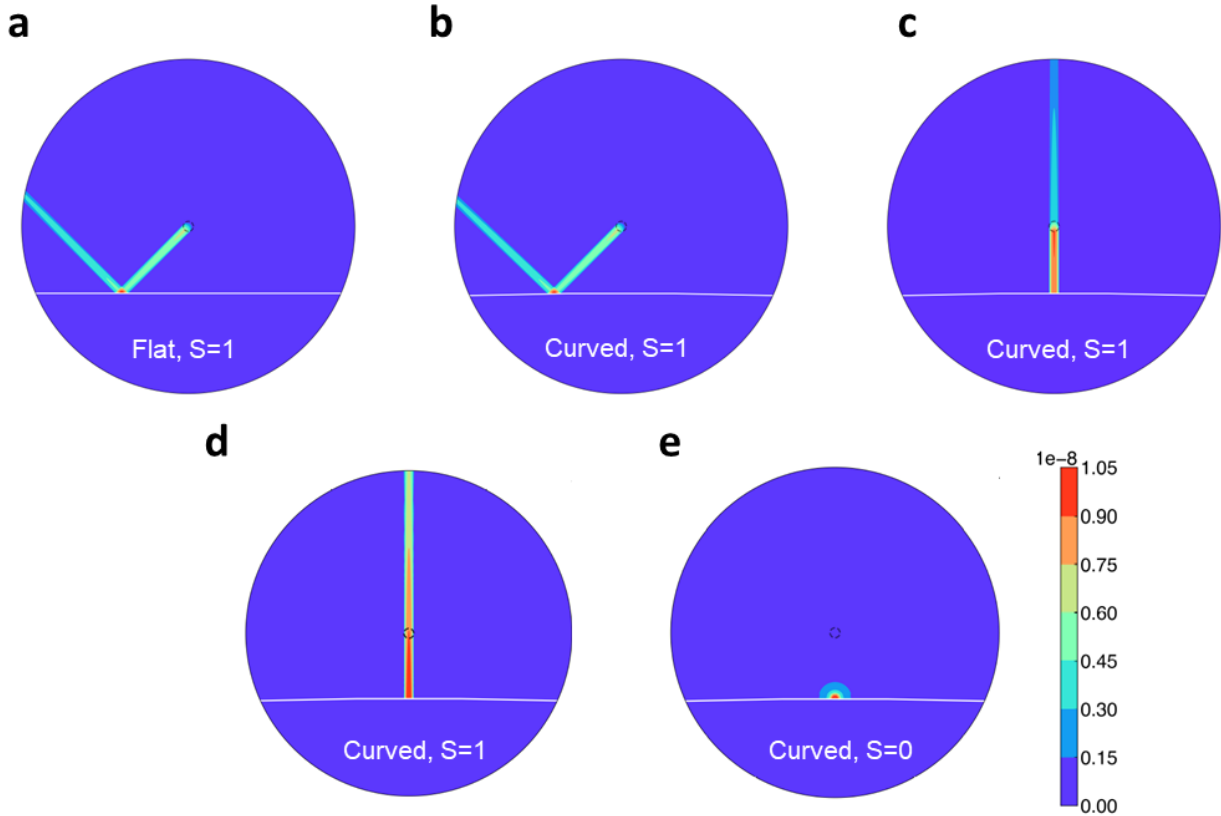 a
b
c
Flat, S=1
Curved, S=1
Curved, S=1
d
e
1e-8
1.05
0.90
0.75
0.60
0.45
0.30
0.15
0.00
Curved, S=1
Curved, S=0